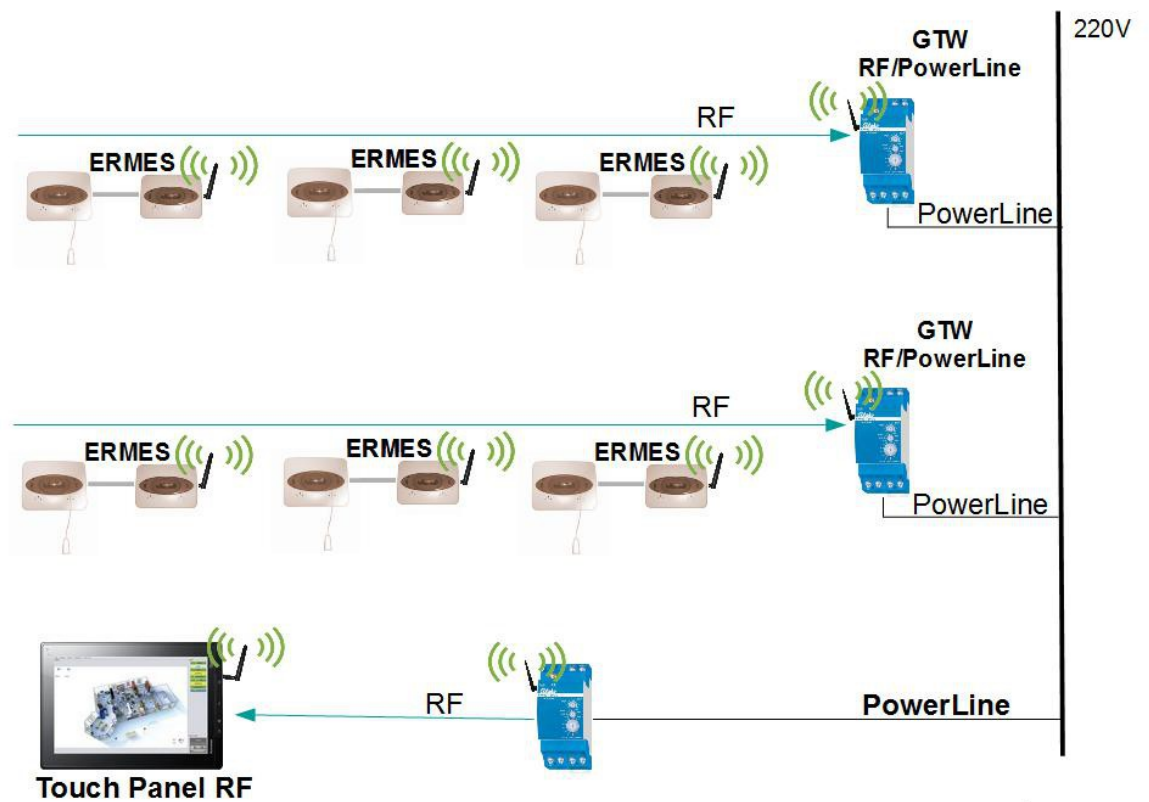 220V
GTW
RF/PowerLine
RF
ERMES
ERMES
ERMES
PowerLine
GTW
RF/PowerLine
RF
ERMES
ERMES
ERMES
PowerLine
RF
PowerLine
Touch Panel RF